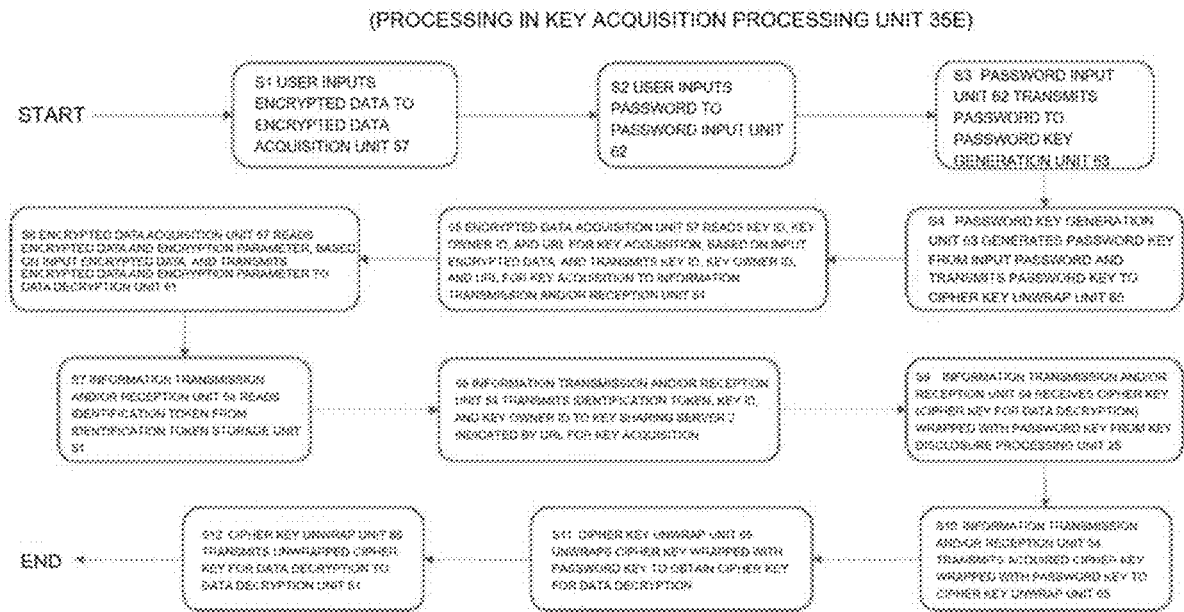 (PROCESSING IN KEY ACQUISITION PROCESSING UNIT 35E)
START
S1 USER INPUTS
ENCRYPTED DATA TO
ENCRYPTED DATA
ACQUISITION UNIT 57
S2 USER INPUTS
PASSWORD TO
PASSWORD INPUT UNIT
62
S3 PASSWORD INPUT
UNIT 62 TRANSMITS
PASSWORD TO
PASSWORD KEY
GENERATION UNIT 63
S4 PASSWORD KEY GENERATION
UNIT 63 GENERATES PASSWORD KEY
FROM INPUT PASSWORD AND
TRANSMITS PASSWORD KEY TO
CIPHER KEY UNWRAP UNIT
S5 ENCRYPTED DATA ACQUISITION UNIT 57 READS KEY ID, KEY
OWNER ID, AND URL FOR KEY ACQUISITION, BASED ON INPUT
ENCRYPTED DATA, AND TRANSMITS KEY ID, KEY OWNER ID,
AND URL FOR KEY ACQUISITION TO INFORMATION
TRANSMISSION AND/OR RECEPTION UNIT 54
S6 ENCRYPTED DATA ACQUISITION UNIT 57 READS
ENCRYPTED DATA AND ENCRYPTION PARAMETER, BASED
ON INPUT ENCRYPTED DATA, AND TRANSMITS
ENCRYPTED DATA AND ENCRYPTION PARAMETER TO
DATA DECRYPTION UNIT 61
S7 INFORMATION TRANSMISSION
AND/OR RECEPTION UNIT 54 READS
IDENTIFICATION TOKEN FROM
IDENTIFICATION TOKEN STORAGE UNIT
51
S8 INFORMATION TRANSMISSION AND/OR RECEPTION
UNIT 54 TRANSMITS IDENTIFICATION TOKEN, KEY ID,
AND KEY OWNER ID TO KEY SHARING SERVER 2
INDICATED BY URL FOR KEY ACQUISITION
S9 INFORMATION TRANSMISSION AND/OR
RECEPTION UNIT 54 RECEIVES CIPHER KEY
(CIPHER KEY FOR DATA DECRYPTION)
WRAPPED WITH PASSWORD KEY FROM KEY
DISCLOSURE PROCESSING UNIT
S10 INFORMATION TRANSMISSION
AND/OR RECEPTION UNIT 54
TRANSMITS ACQUIRED CIPHER KEY
WRAPPED WITH PASSWORD KEY TO
CIPHER KEY UNWRAP UNIT
S11 CIPHER KEY UNWRAP UNIT
UNWRAPS CIPHER KEY WRAPPED WITH
PASSWORD KEY TO OBTAIN CIPHER KEY
FOR DATA DECRYPTION
S12 CIPHER KEY UNWRAP UNIT
TRANSMITS UNWRAPPED CIPHER
KEY FOR DATA DECRYPTION TO
DATA DECRYPTION UNIT 61
END